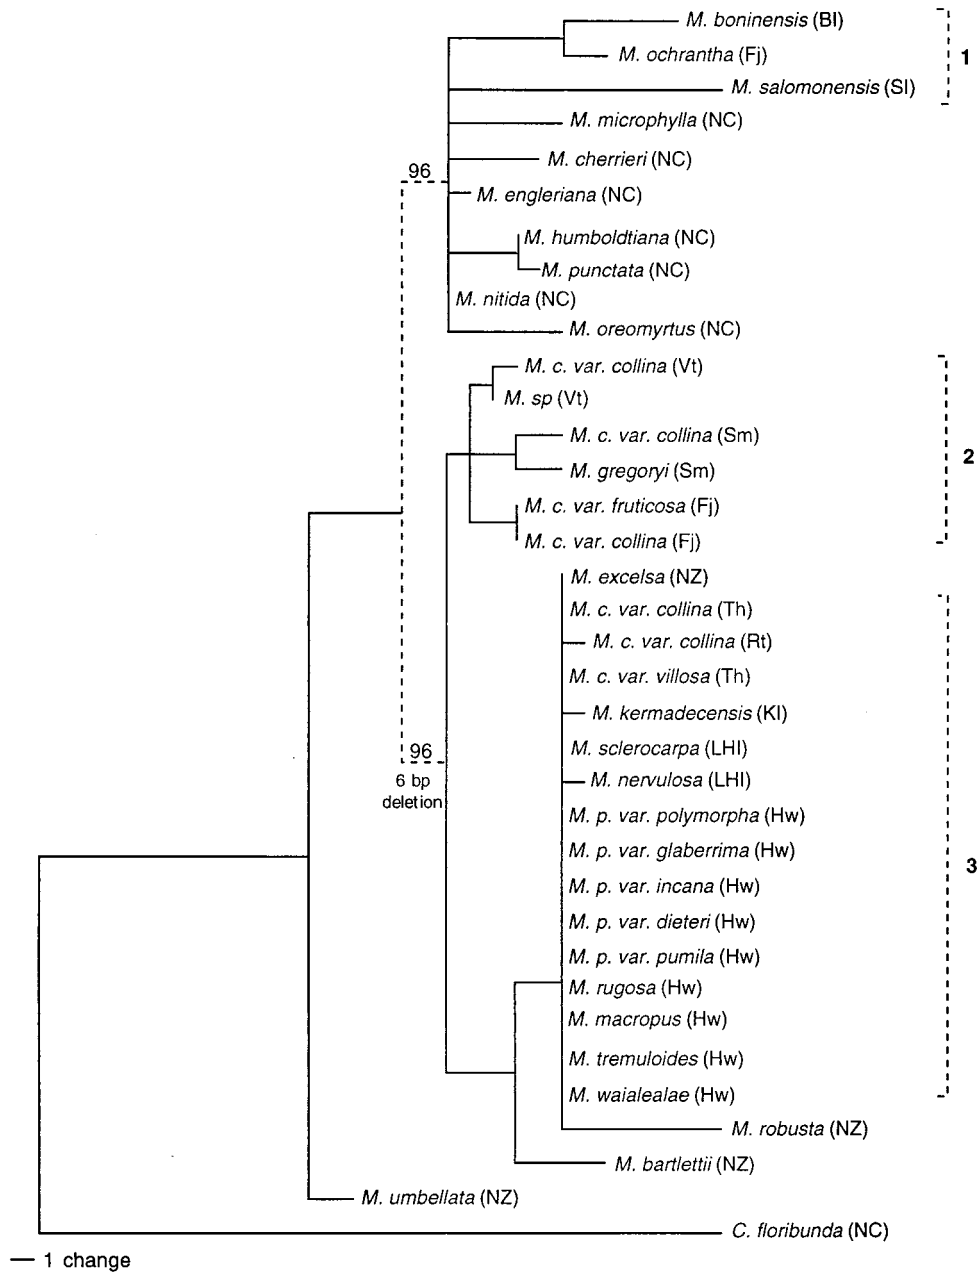 M. boninensis (BI)
M. ochrantha (Fj)
1
M. salomonensis (SI)
M. microphylla (NC)
M. cherrieri (NC)
96
M. engleriana (NC)
M. humboldtiana (NC)
M. punctata (NC)
M. nitida (NC)
M. oreomyrtus (NC)
M. c. var. collina (Vt)
M. sp (Vt)
M. c. var. collina (Sm)
2
M. gregoryi (Sm)
M. c. var. fruticosa (Fj)
M. c. var. collina (Fj)
M. excelsa (NZ)
M. c. var. collina (Th)
M. c. var. collina (Rt)
M. c. var. villosa (Th)
M. kermadecensis (KI)
M. sclerocarpa (LHI)
96
6 bp
deletion
M. nervulosa (LHI)
M. p. var. polymorpha (Hw)
M. p. var. glaberrima (Hw)
3
M. p. var. incana (Hw)
M. p. var. dieteri (Hw)
M. p. var. pumila (Hw)
M. rugosa (Hw)
M. macropus (Hw)
M. tremuloides (Hw)
M. waialealae (Hw)
M. robusta (NZ)
M. bartlettii (NZ)
M. umbellata (NZ)
C. floribunda (NC)
1 change